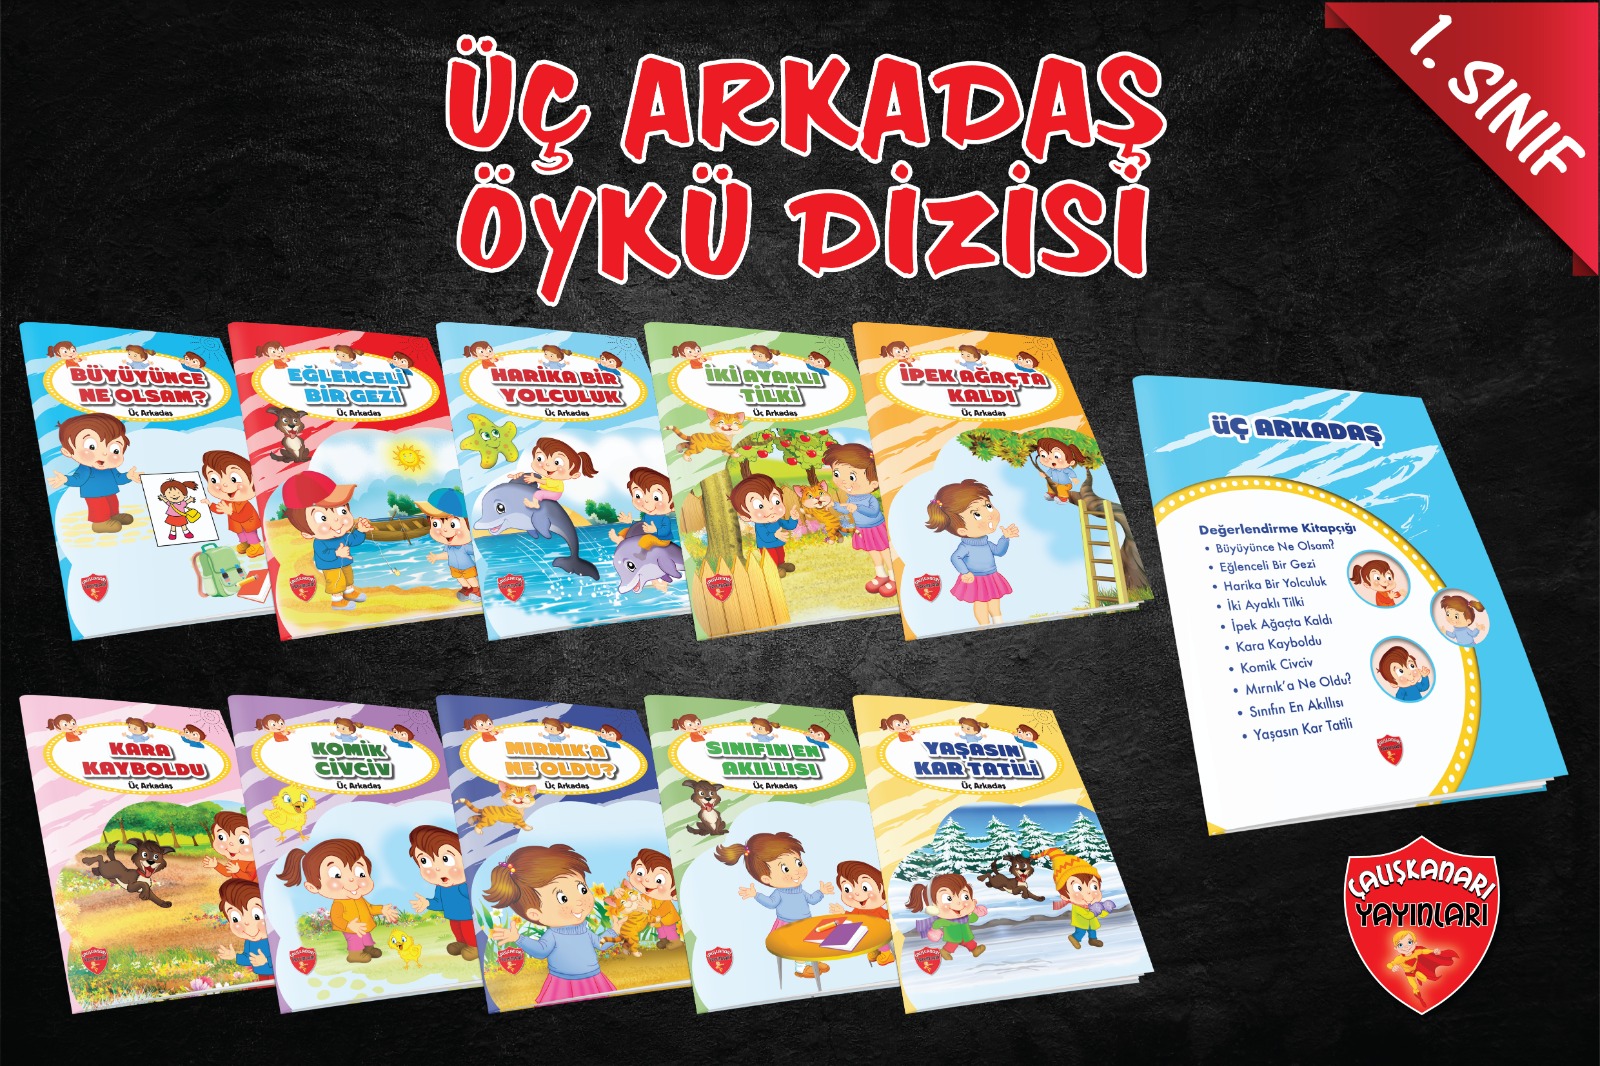 ÜÇ ARKADAŞ
ÖYKÜ DİZİSİ
1. SINIF
BÜYÜYÜNCE
NE OLSAM?
Üç Arkadaş
EĞLENCELİ
BİR GEZİ
Üç Arkadaş
HARİKA BİR
YOLCULUK
Üç Arkadaş
İKİ AYAKLI
TİLKİ
Üç Arkadaş
İPEK AĞAÇTA
KALDI
Üç Arkadaş
KARA
KAYBOLDU
Üç Arkadaş
KOMİK
CİVCİV
Üç Arkadaş
MIRNIK'A
NE OLDU?
Üç Arkadaş
SINIFIN EN
AKILLISI
Üç Arkadaş
YAŞASIN
KAR TATİLİ
Üç Arkadaş
ÜÇ ARKADAŞ
Değerlendirme Kitapçığı
• Büyüyünce Ne Olsam?
• Eğlenceli Bir Gezi
• Harika Bir Yolculuk
• İki Ayaklı Tilki
• İpek Ağaçta Kaldı
• Kara Kayboldu
• Komik Civciv
• Mırnık'a Ne Oldu?
• Sınıfın En Akıllısı
• Yaşasın Kar Tatili
ÇALIŞKANARI
YAYINLARI